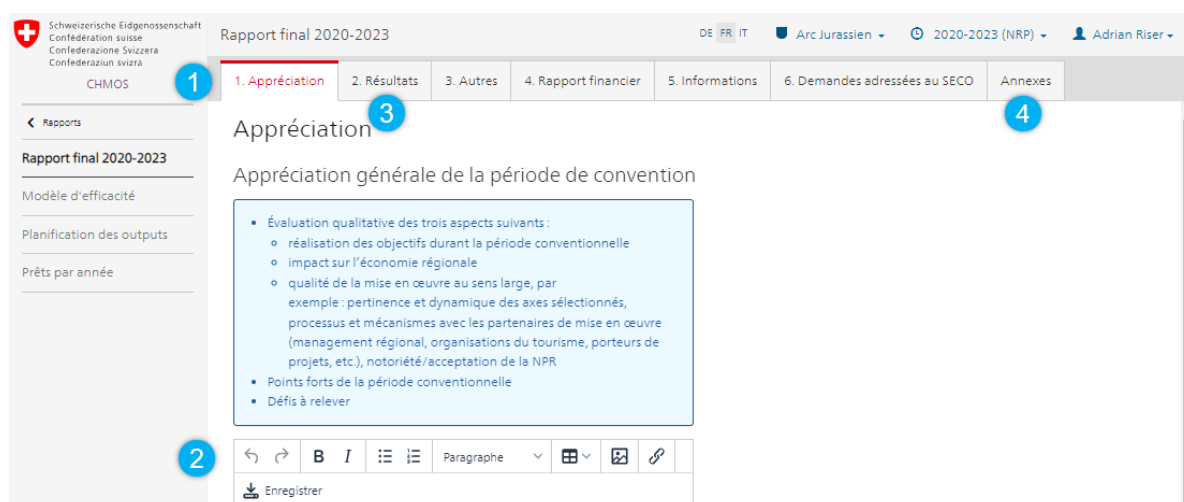 Schweizerische Eidgenossenschaft
Confédération suisse
Confederazione Svizzera
Confederaziun svizra
CHMOS
Rapport final 2020-2023
DE FR IT
Arc Jurassien
2020-2023 (NRP)
Adrian Riser
1
1. Appréciation
2. Résultats
3. Autres
4. Rapport financier
5. Informations
6. Demandes adressées au SECO
Annexes
3
4
Rapports
Rapport final 2020-2023
Modèle d'efficacité
Planification des outputs
Prêts par année
Appréciation
Appréciation générale de la période de convention
• Évaluation qualitative des trois aspects suivants :
réalisation des objectifs durant la période conventionnelle
impact sur l'économie régionale
qualité de la mise en œuvre au sens large, par
exemple : pertinence et dynamique des axes sélectionnés,
processus et mécanismes avec les partenaires de mise en œuvre
(management régional, organisations du tourisme, porteurs de
projets, etc.), notoriété/acceptation de la NPR
• Points forts de la période conventionnelle
• Défis à relever
2
B I
Paragraphe
Enregistrer